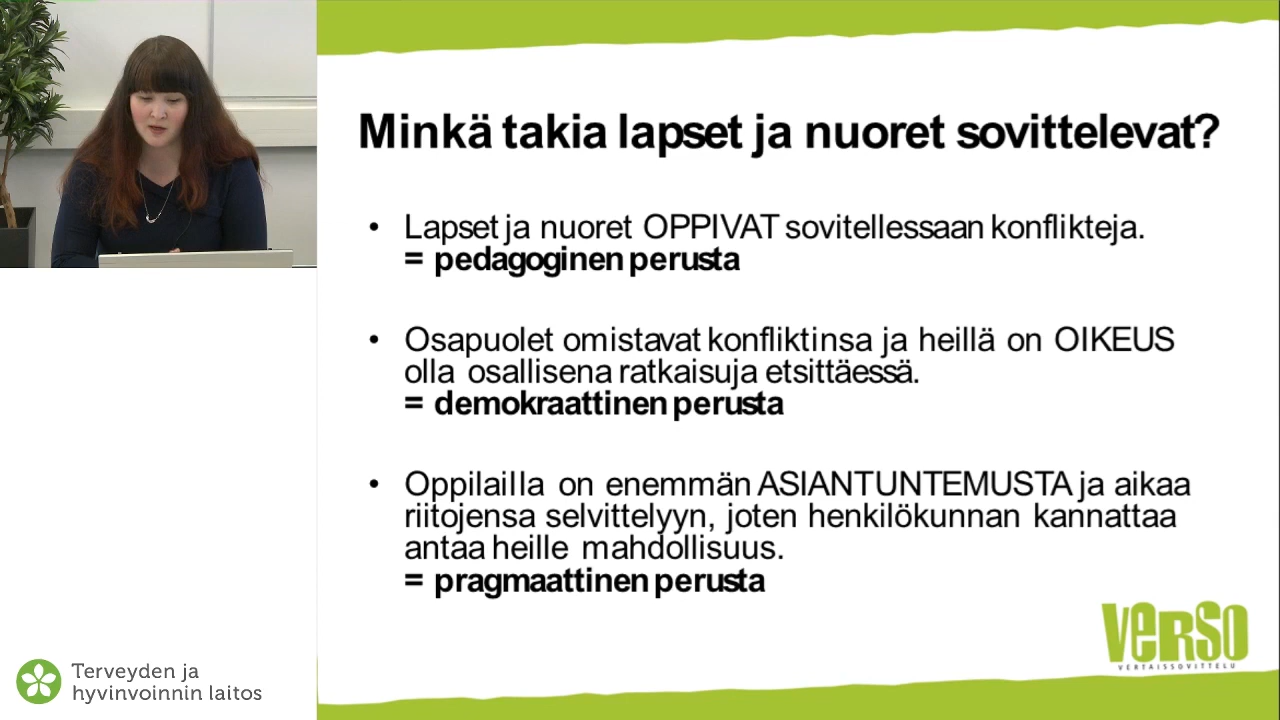 Minkä takia lapset ja nuoret sovittelevat?
• Lapset ja nuoret OPPIVAT sovitellessaan konflikteja.
= pedagoginen perusta
• Osapuolet omistavat konfliktinsa ja heillä on OIKEUS
olla osallisena ratkaisuja etsittäessä.
= demokraattinen perusta
• Oppilailla on enemmän ASIANTUNTEMUSTA ja aikaa
riitojensa selvittelyyn, joten henkilökunnan kannattaa
antaa heille mahdollisuus.
= pragmaattinen perusta
VERSO
VERTAISSOVITTELU
Terveyden ja
hyvinvoinnin laitos